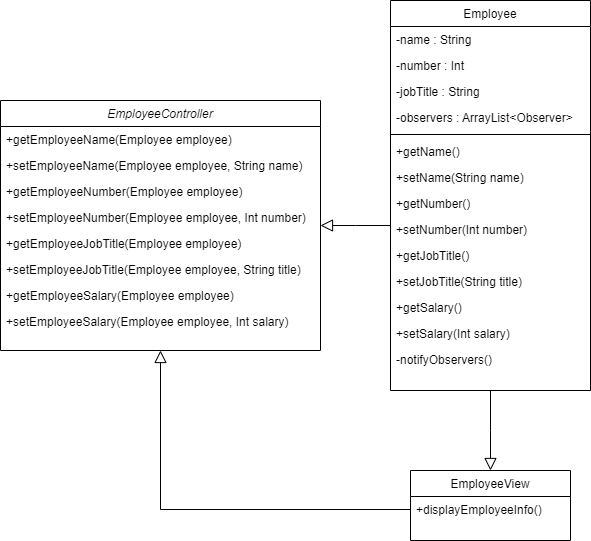 Employee
-name : String
-number : Int
-jobTitle : String
-observers : ArrayList<Observer>
+getName()
+setName(String name)
+getNumber()
+setNumber(Int number)
+getJobTitle()
+setJobTitle(String title)
+getSalary()
+setSalary(Int salary)
-notifyObservers()
EmployeeController
+getEmployeeName(Employee employee)
+setEmployeeName(Employee employee, String name)
+getEmployeeNumber(Employee employee)
+setEmployeeNumber(Employee employee, Int number)
+getEmployeeJobTitle(Employee employee)
+setEmployeeJobTitle(Employee employee, String title)
+getEmployeeSalary(Employee employee)
+setEmployeeSalary(Employee employee, Int salary)
EmployeeView
+displayEmployeeInfo()